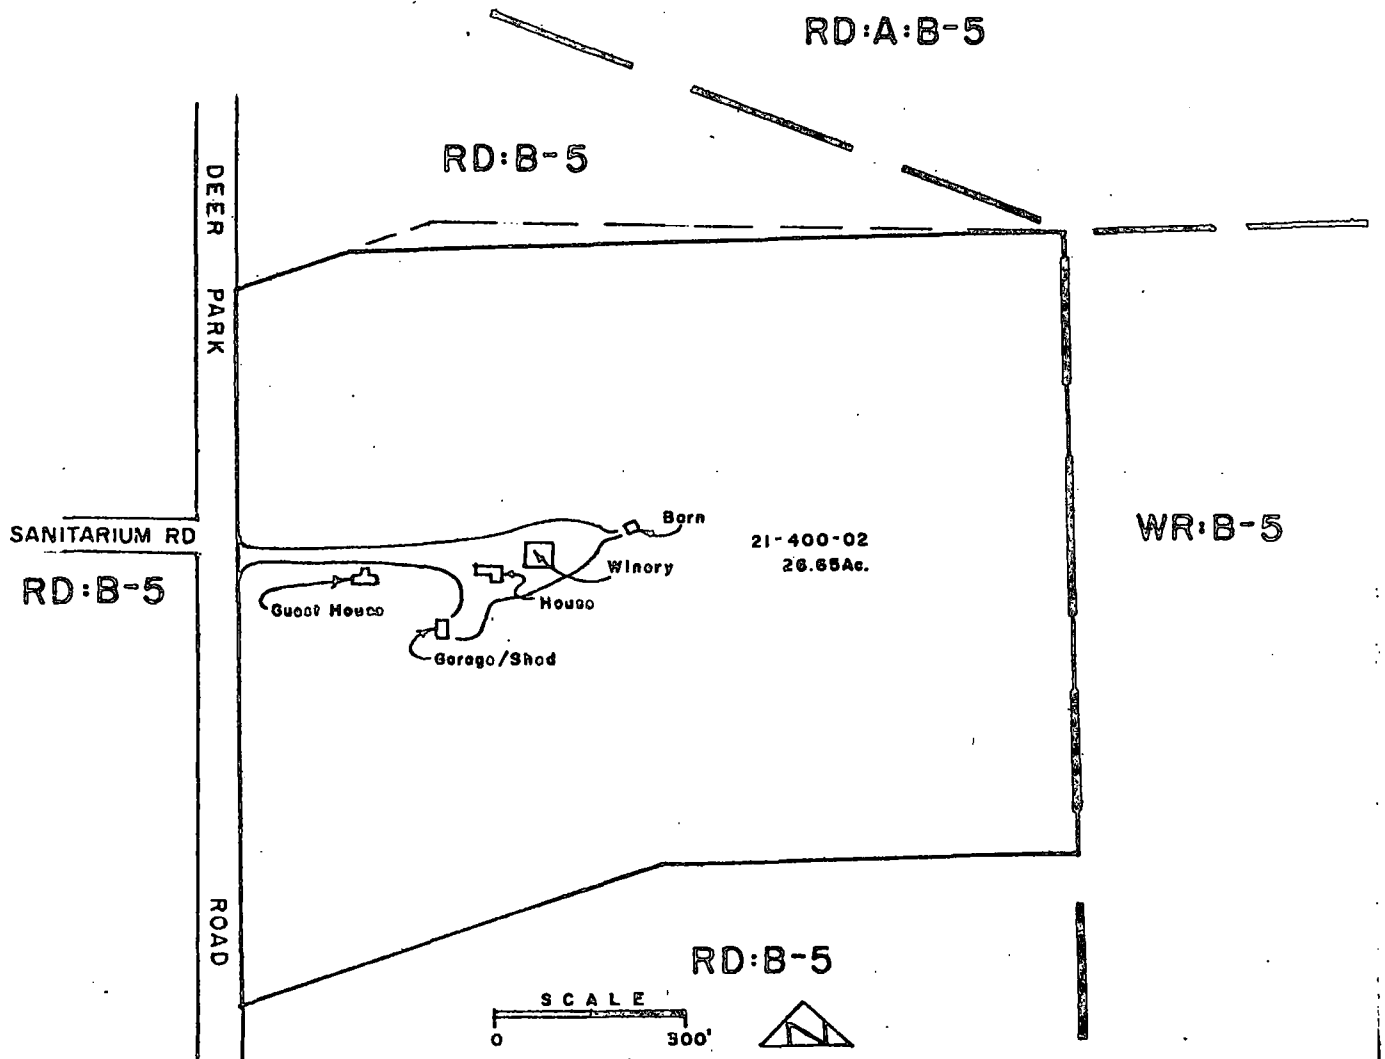 RD:A:B-5
RD:B-5
DEER PARK ROAD
SANITARIUM RD
RD:B-5
Barn
Winery
House
Guest House
Garage/Shed
21-400-02
26.65Ac.
WR:B-5
RD:B-5
SCALE
0 300'
N